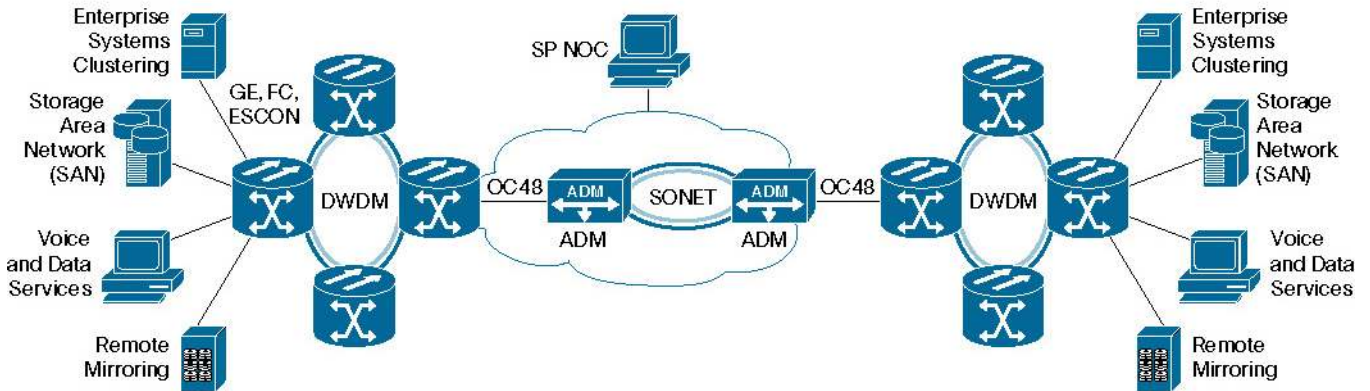 Enterprise
Systems
Clustering
GE, FC,
ESCON
Storage
Area
Network
(SAN)
Voice
and Data
Services
Remote
Mirroring
DWDM
OC48
SP NOC
ADM
ADM
SONET
ADM
ADM
OC48
DWDM
Enterprise
Systems
Clustering
Storage
Area
Network
(SAN)
Voice
and Data
Services
Remote
Mirroring